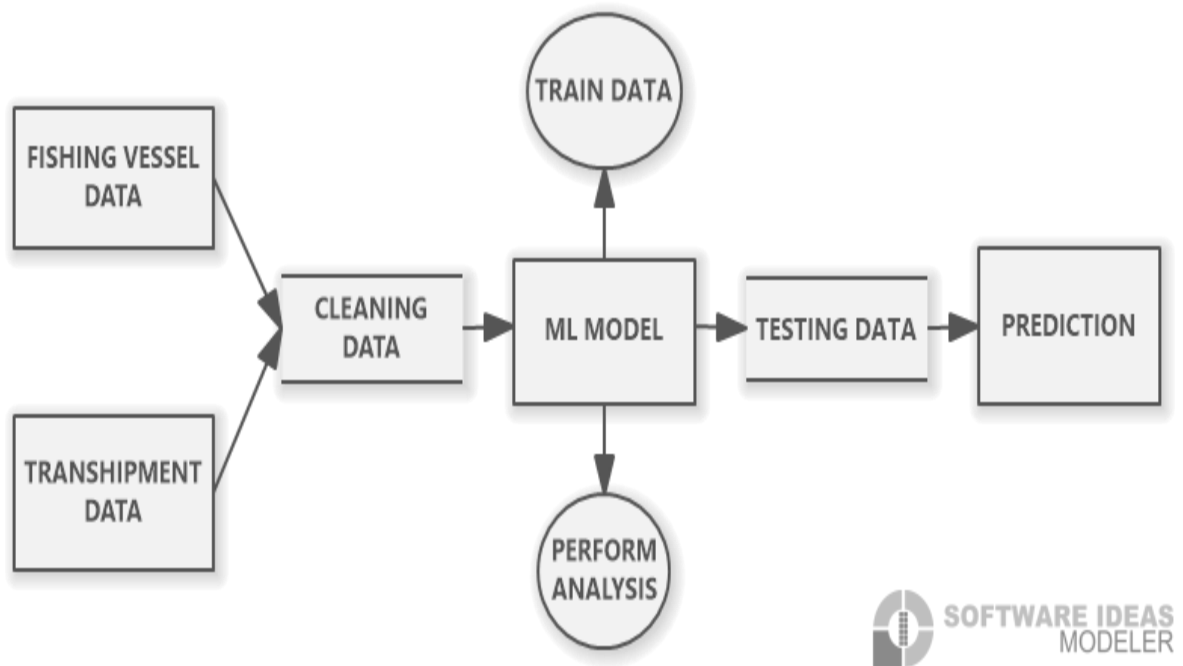 TRAIN DATA
FISHING VESSEL
DATA
CLEANING
DATA
ML MODEL
TESTING DATA
PREDICTION
TRANSHIPMENT
DATA
PERFORM
ANALYSIS
SOFTWARE IDEAS
MODELER